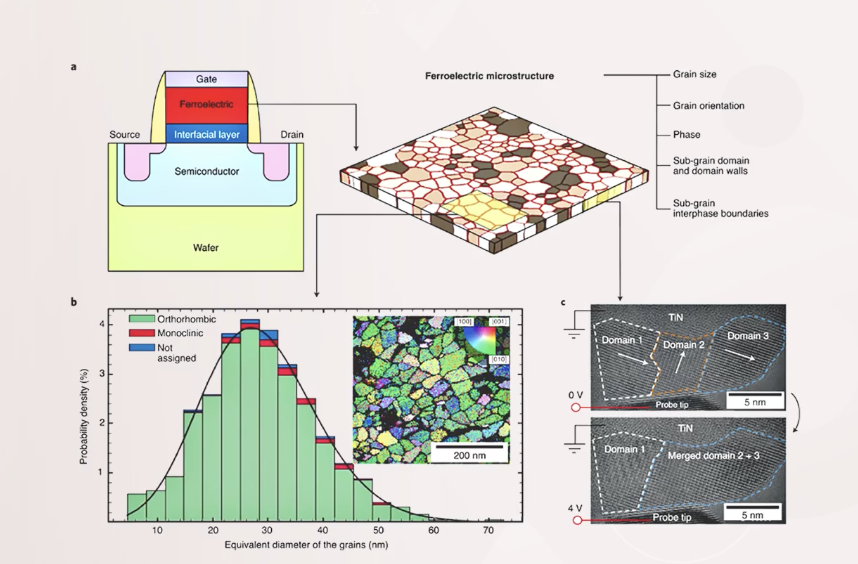 a
Ferroelectric microstructure
Gate
Ferroelectric
Interfacial layer
Source
Drain
Semiconductor
Wafer
Grain size
Grain orientation
Phase
Sub-grain domain
and domain walls
Sub-grain
interphase boundaries
b
Probability density (%)
4
3
2
1
Orthorhombic
Monoclinic
Not
assigned
[100]
[001]
[010]
200 nm
10
20
30
40
50
60
70
Equivalent diameter of the grains (nm)
c
TiN
Domain 1
Domain 2
Domain 3
0 V
Probe tip
5 nm
TiN
Domain 1
Merged domain 2 + 3
4 V
Probe tip
5 nm